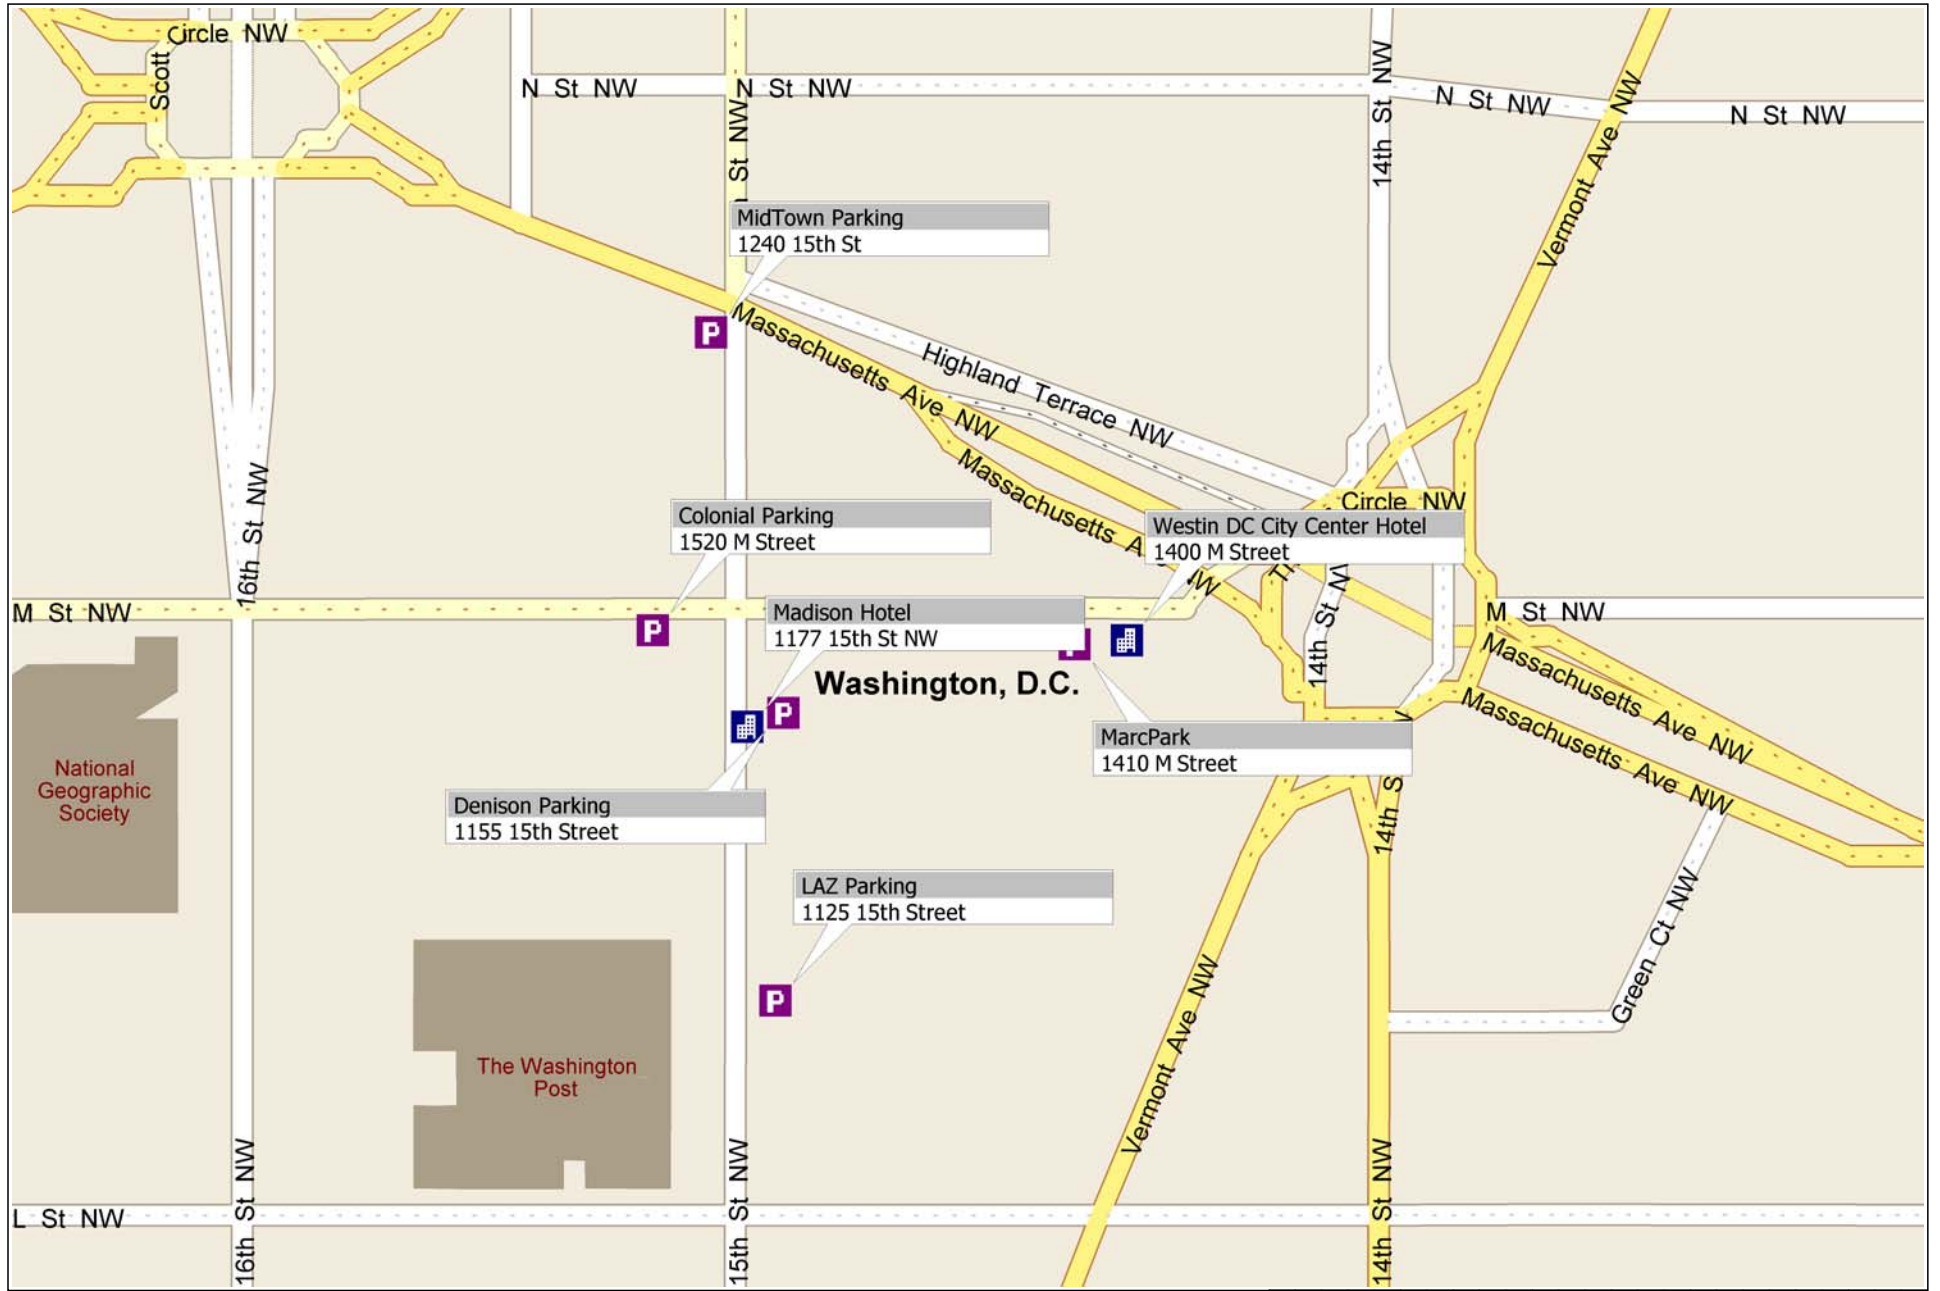 Circle NW
Scott
N St NW
N St NW
14th St NW
N St NW
Vermont Ave NW
N St NW
St NW
MidTown Parking
1240 15th St
P
Massachusetts Ave NW
Highland Terrace NW
Massachusetts
NW
16th St NW
Colonial Parking
1520 M Street
Circle NW
Westin DC City Center Hotel
1400 M Street
M St NW
P
Madison Hotel
1177 15th St NW
14th St
M St NW
Massachusetts Ave NW
Washington, D.C.
P
Massachusetts Ave NW
MarcPark
1410 M Street
National
Geographic
Society
Denison Parking
1155 15th Street
14th
LAZ Parking
1125 15th Street
P
Green Ct NW
Vermont Ave NW
The Washington
Post
L St NW
16th St NW
15th St NW
14th St NW